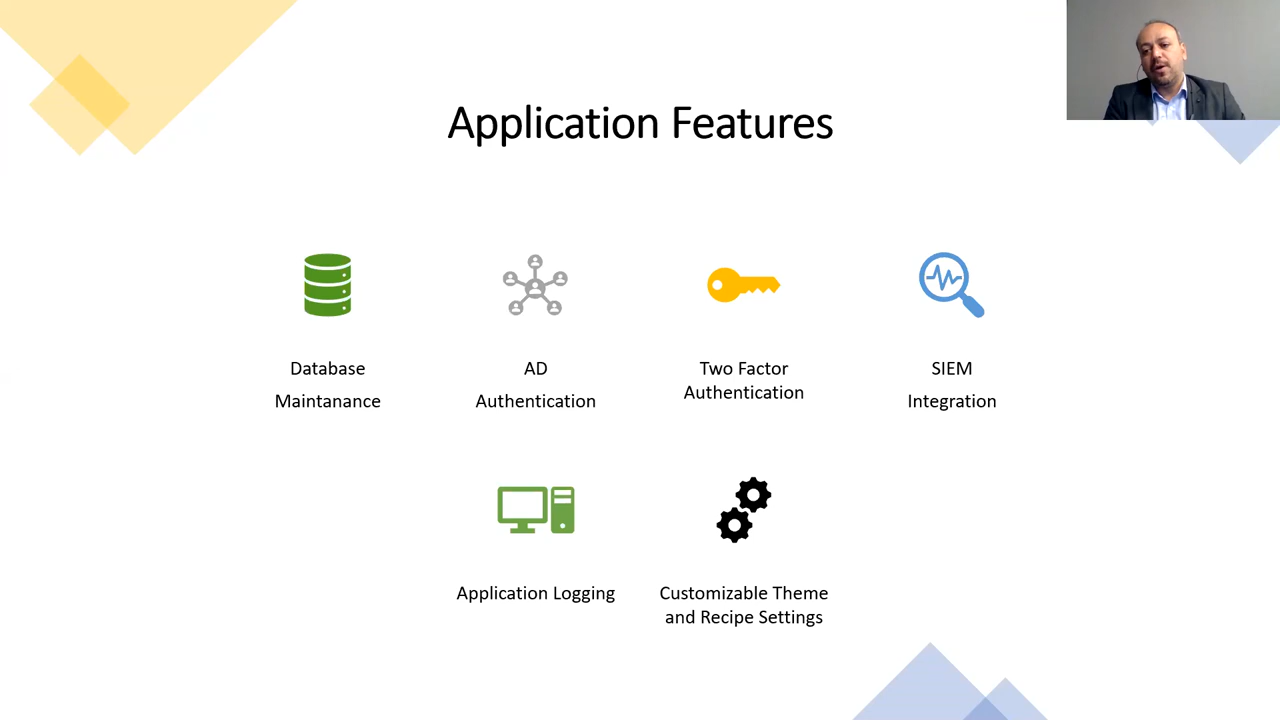 Application Features
Database
Maintanance
AD
Authentication
Two Factor
Authentication
SIEM
Integration
Application Logging
Customizable Theme
and Recipe Settings